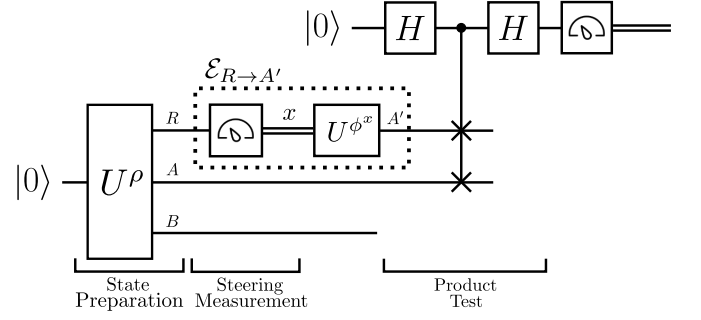 |0⟩ H H
ℰ_{R→A′}
R x U^{ϕ^x} A′
|0⟩ U^ρ A
B
State Preparation
Steering Measurement
Product Test